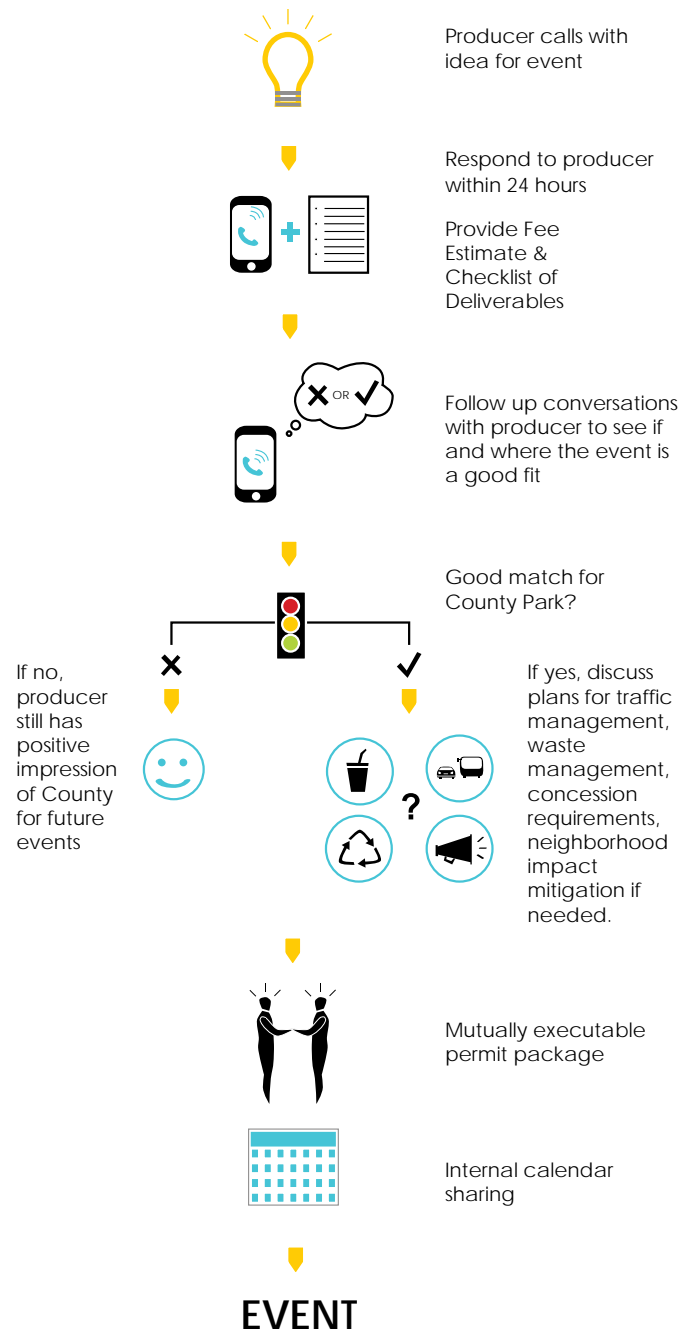 Producer calls with
idea for event
Respond to producer
within 24 hours
Provide Fee
Estimate &
Checklist of
Deliverables
OR
Follow up conversations
with producer to see if
and where the event is
a good fit
Good match for
County Park?
If no,
producer
still has
positive
impression
of County
for future
events
?
If yes, discuss
plans for traffic
management,
waste
management,
concession
requirements,
neighborhood
impact
mitigation if
needed.
Mutually executable
permit package
Internal calendar
sharing
EVENT